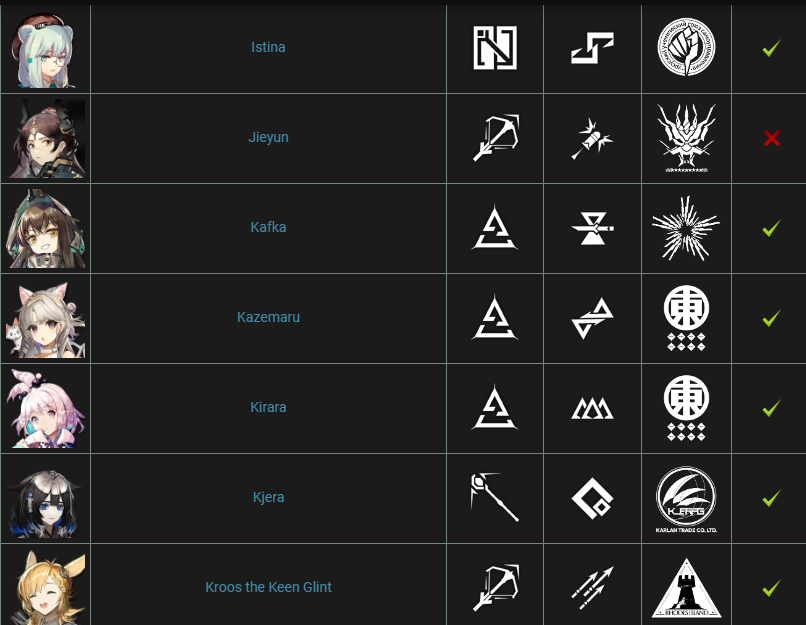 Istina
Jieyun
Kafka
Kazemaru
東
Kirara
東
Kjera
KJERAG
KARLAN TRADE CO.,LTD.
Kroos the Keen Glint
RHODES ISLAND